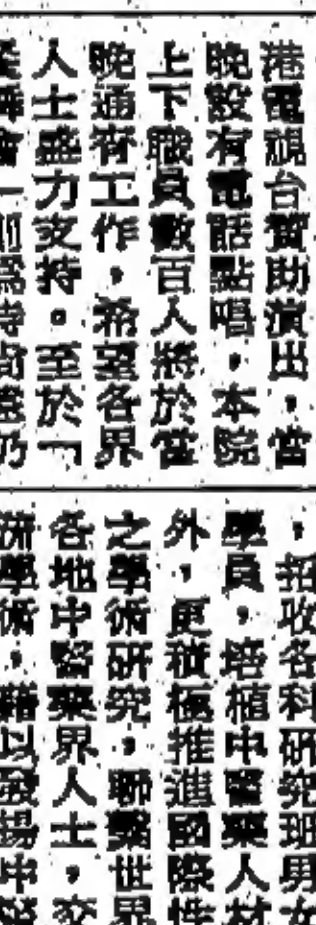 港電視台贊助演出，當
晚設有電話點唱，本院
上下職員數百人將於當
晚通宵工作，希望各界
人士盛力支持。至於「
，招收各科研究班男女
學員，培植中醫藥人材
外，更積極推進國際性
之學術研究，聯繫世界
各地中醫藥界人士，交
流學術，藉以發揚中醫